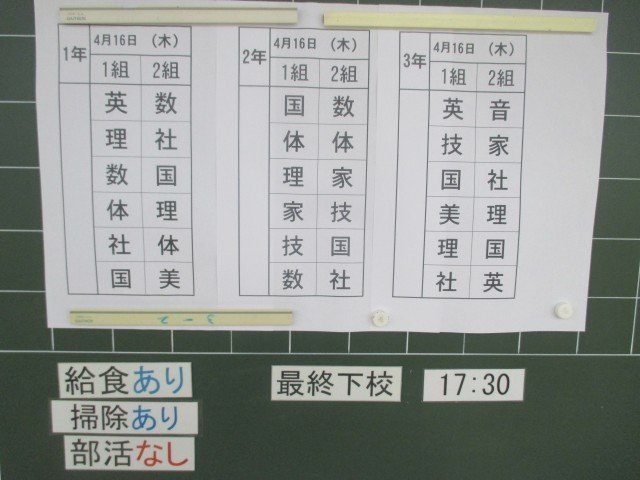 1年 4月16日 (木)
1組 2組
英 数
理 社
数 国
体 理
社 体
国 美
2年 4月16日 (木)
1組 2組
国 数
体 体
理 家
家 技
技 国
数 社
3年 4月16日 (木)
1組 2組
英 音
技 家
国 社
美 理
理 国
社 英
給食あり
掃除あり
部活なし
最終下校 17:30